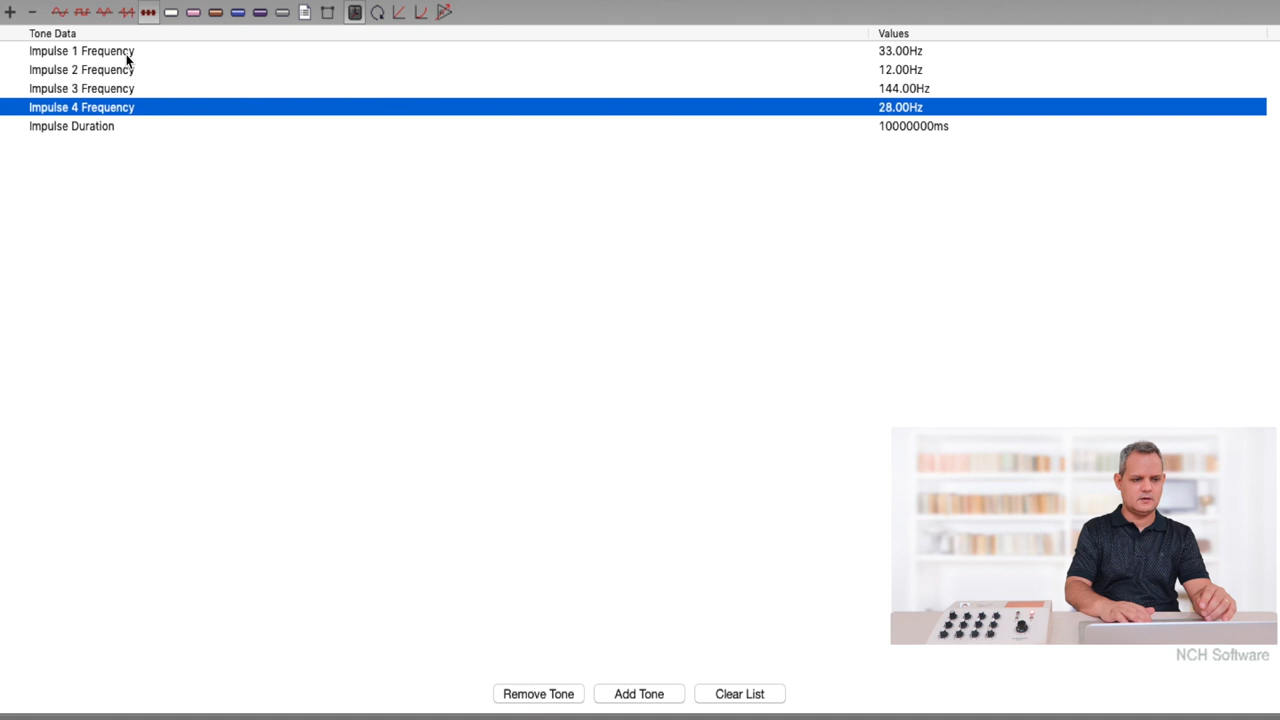 Tone Data Values
Impulse 1 Frequency 33.00Hz
Impulse 2 Frequency 12.00Hz
Impulse 3 Frequency 144.00Hz
Impulse 4 Frequency 28.00Hz
Impulse Duration 10000000ms
NCH Software
Remove Tone Add Tone Clear List